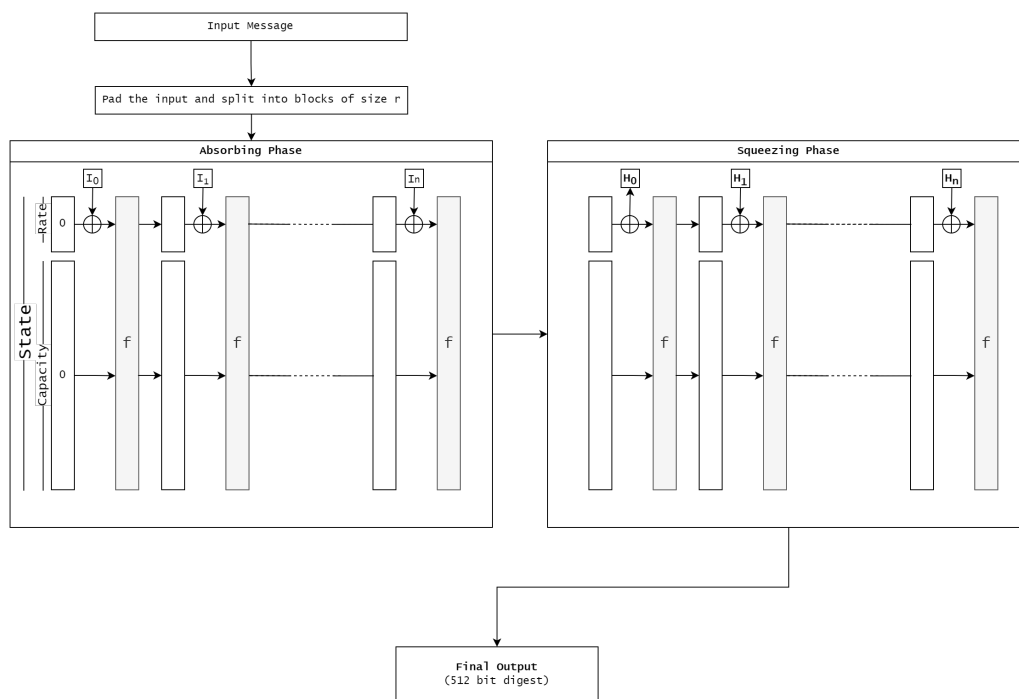 Input Message
Pad the input and split into blocks of size r
Absorbing Phase
Squeezing Phase
I0
I1
In
H0
H1
Hn
State
Rate
Capacity
0
0
f
f
f
f
f
f
Final Output
(512 bit digest)